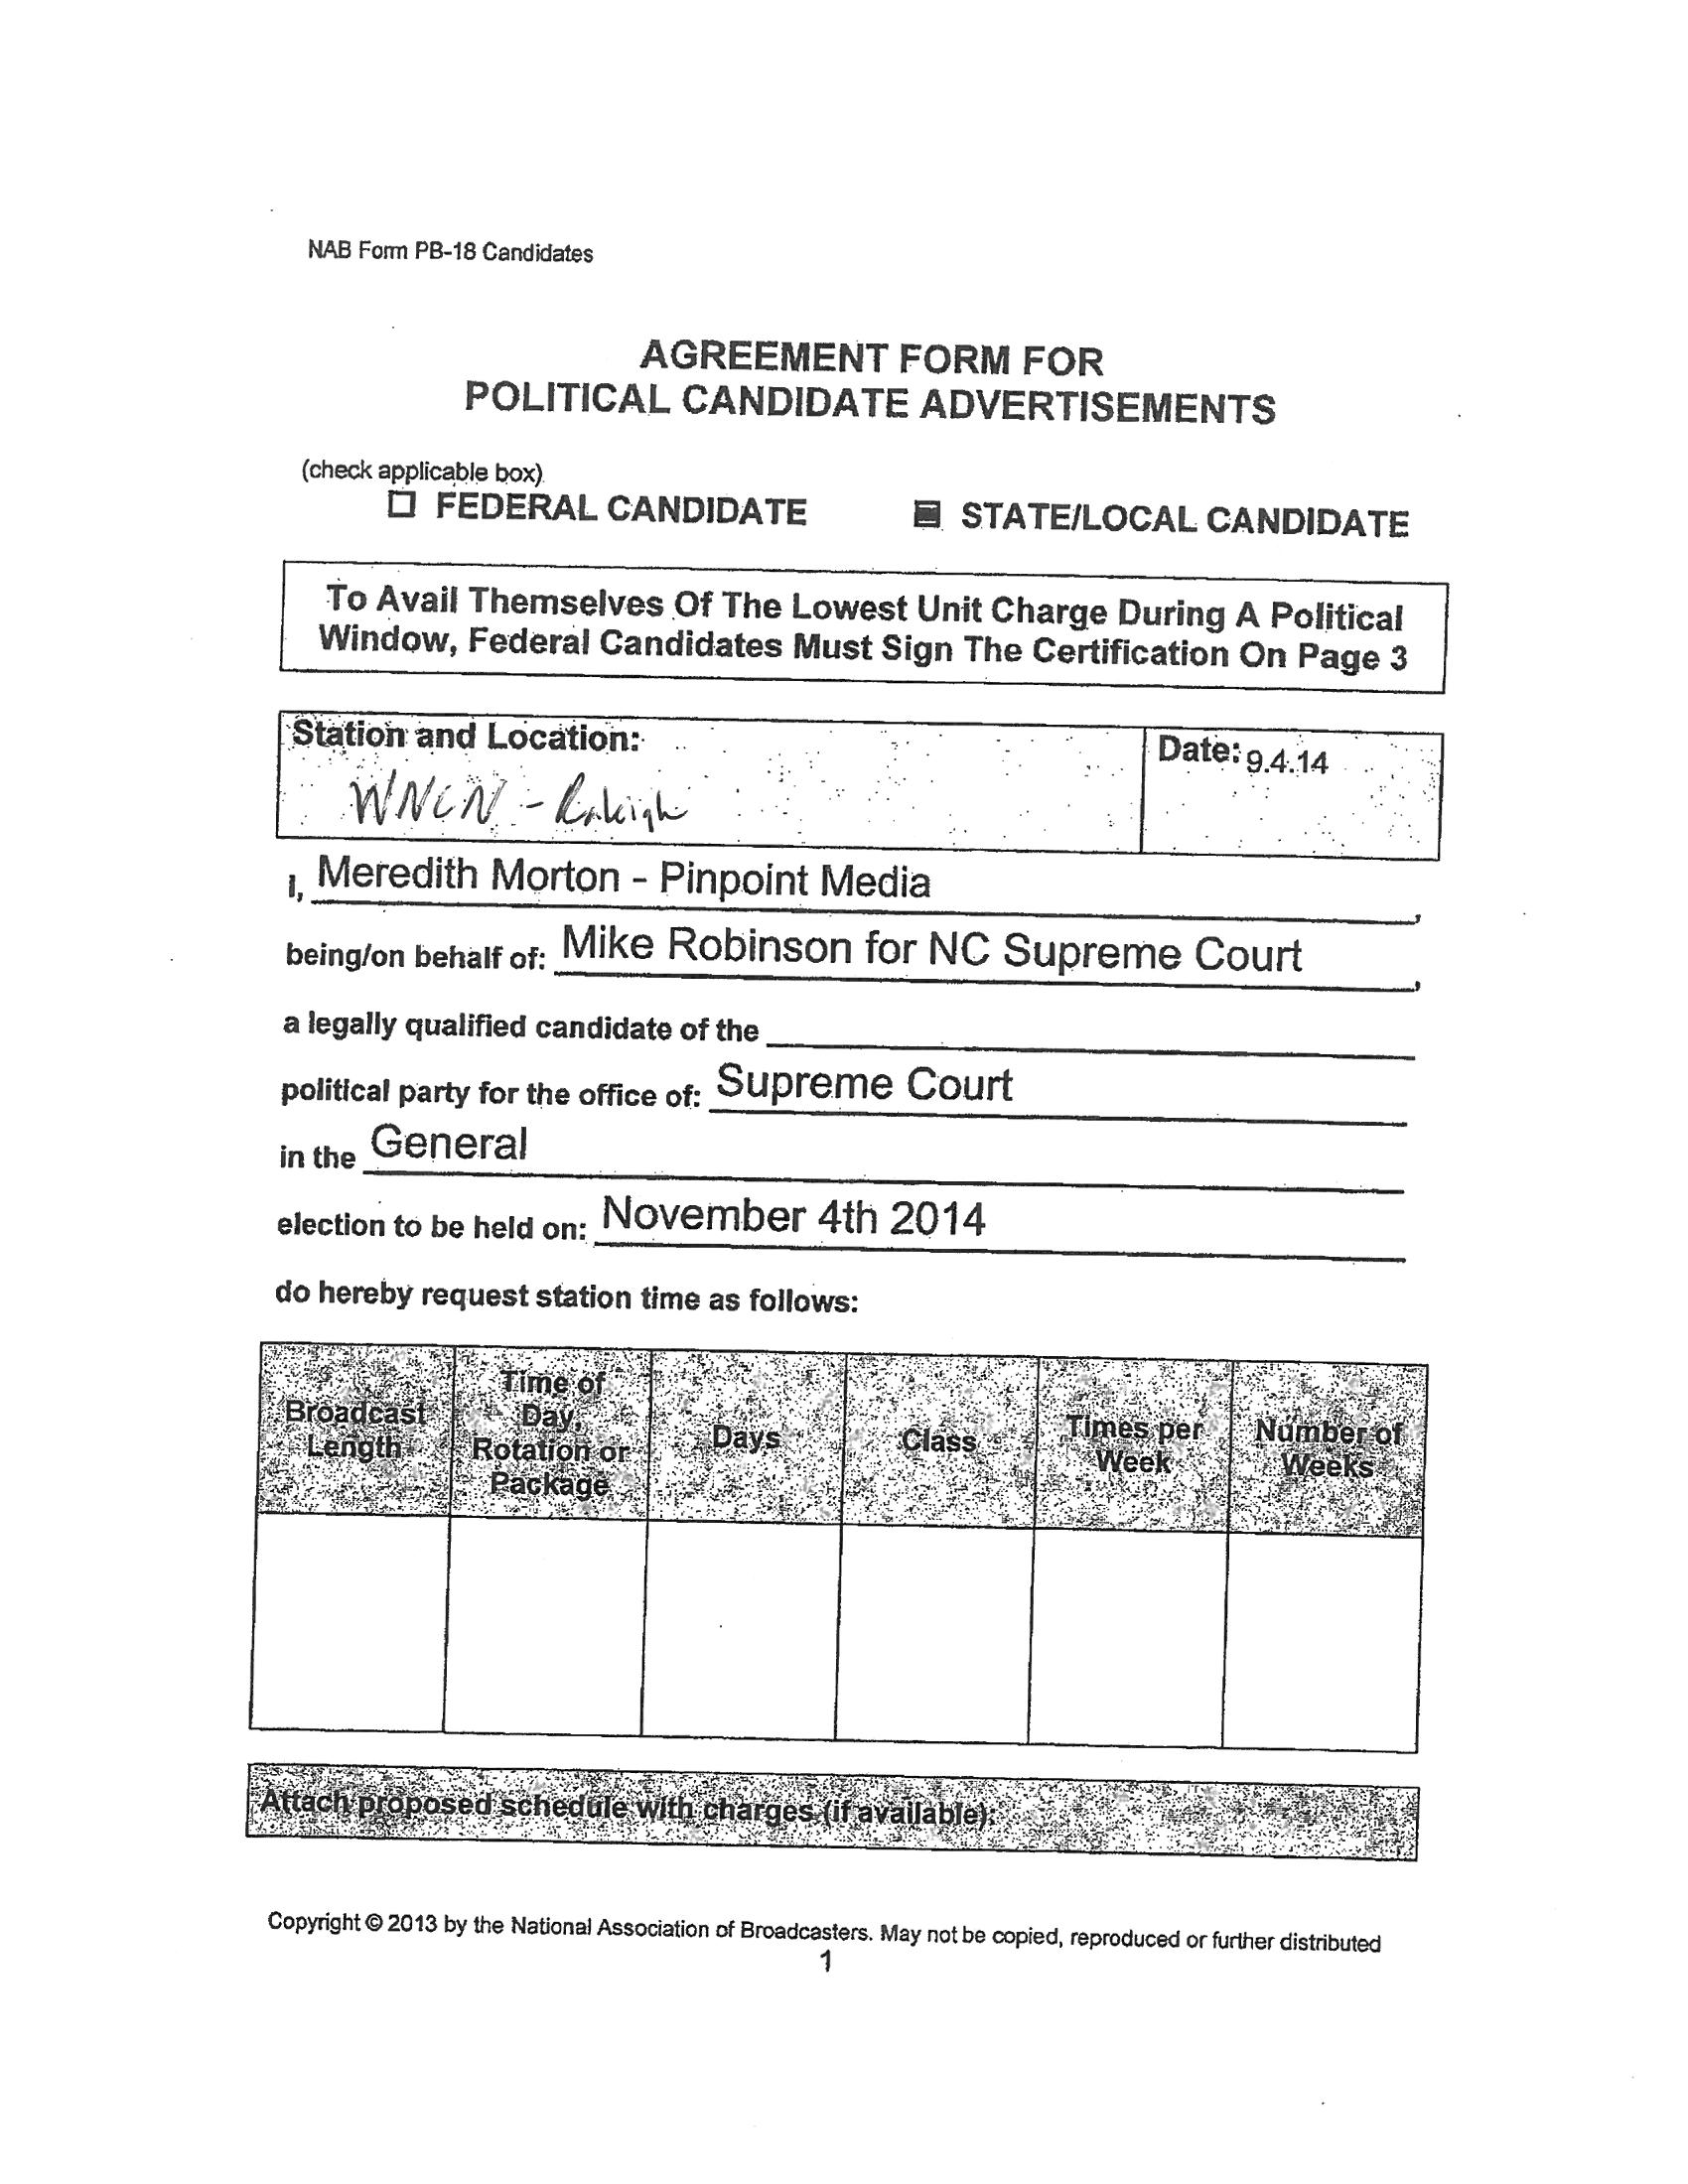 NAB Form PB-18 Candidates
AGREEMENT FORM FOR
POLITICAL CANDIDATE ADVERTISEMENTS
(check applicable box)
FEDERAL CANDIDATE STATE/LOCAL CANDIDATE
To Avail Themselves Of The Lowest Unit Charge During A Political
Window, Federal Candidates Must Sign The Certification On Page 3
Station and Location: Date: 9.4.14
WNCN - Raleigh
I, Meredith Morton - Pinpoint Media,
being/on behalf of: Mike Robinson for NC Supreme Court,
a legally qualified candidate of the
political party for the office of: Supreme Court
in the General
election to be held on: November 4th 2014
do hereby request station time as follows:
Broadcast Length
Time of Day, Rotation or Package
Days
Class
Times per Week
Number of Weeks
Attach proposed schedule with charges (if available):
Copyright © 2013 by the National Association of Broadcasters. May not be copied, reproduced or further distributed
1